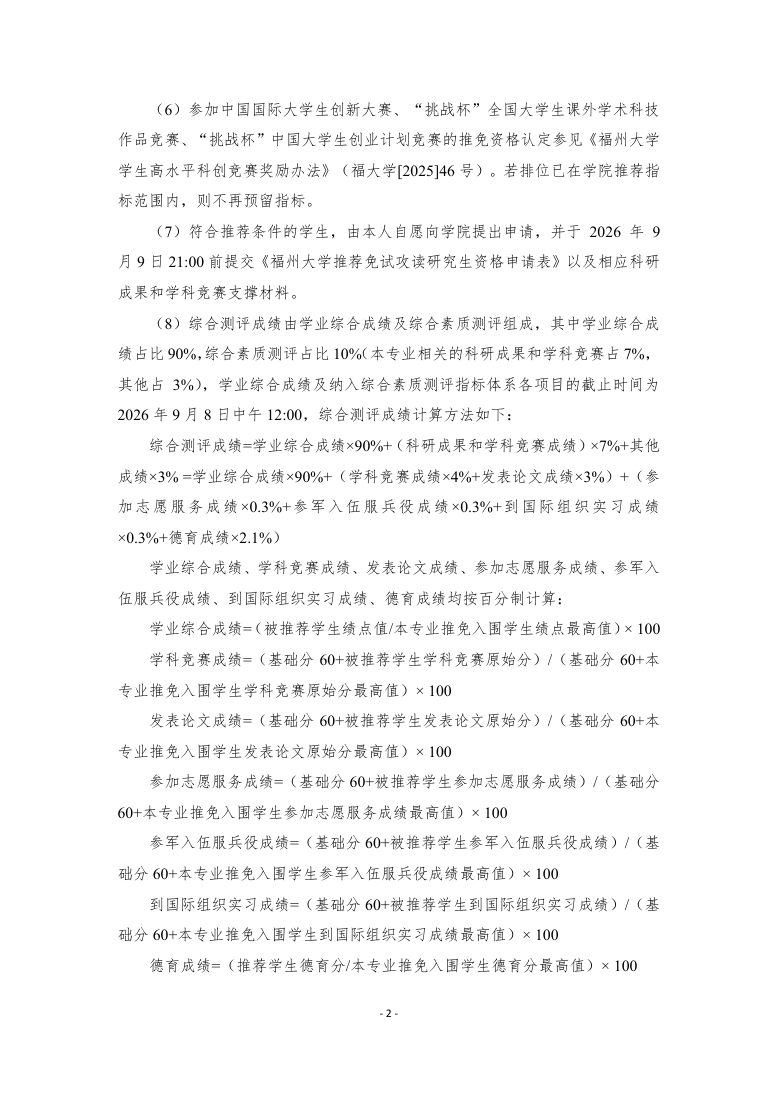 （6）参加中国国际大学生创新大赛、“挑战杯”全国大学生课外学术科技
作品竞赛、“挑战杯”中国大学生创业计划竞赛的推免资格认定参见《福州大学
学生高水平科创竞赛奖励办法》（福大学[2025]46 号）。若排位已在学院推荐指
标范围内，则不再预留指标。
（7）符合推荐条件的学生，由本人自愿向学院提出申请，并于 2026 年 9
月 9 日 21:00 前提交《福州大学推荐免试攻读研究生资格申请表》以及相应科研
成果和学科竞赛支撑材料。
（8）综合测评成绩由学业综合成绩及综合素质测评组成，其中学业综合成
绩占比 90%，综合素质测评占比 10%（本专业相关的科研成果和学科竞赛占 7%，
其他占 3%），学业综合成绩及纳入综合素质测评指标体系各项目的截止时间为
2026 年 9 月 8 日中午 12:00，综合测评成绩计算方法如下：
综合测评成绩=学业综合成绩×90%+（科研成果和学科竞赛成绩）×7%+其他
成绩×3% =学业综合成绩×90%+（学科竞赛成绩×4%+发表论文成绩×3%）+（参
加志愿服务成绩×0.3%+参军入伍服兵役成绩×0.3%+到国际组织实习成绩
×0.3%+德育成绩×2.1%）
学业综合成绩、学科竞赛成绩、发表论文成绩、参加志愿服务成绩、参军入
伍服兵役成绩、到国际组织实习成绩、德育成绩均按百分制计算：
学业综合成绩=（被推荐学生绩点值/本专业推免入围学生绩点最高值）× 100
学科竞赛成绩=（基础分 60+被推荐学生学科竞赛原始分）/（基础分 60+本
专业推免入围学生学科竞赛原始分最高值）× 100
发表论文成绩=（基础分 60+被推荐学生发表论文原始分）/（基础分 60+本
专业推免入围学生发表论文原始分最高值）× 100
参加志愿服务成绩=（基础分 60+被推荐学生参加志愿服务成绩）/（基础分
60+本专业推免入围学生参加志愿服务成绩最高值）× 100
参军入伍服兵役成绩=（基础分 60+被推荐学生参军入伍服兵役成绩）/（基
础分 60+本专业推免入围学生参军入伍服兵役成绩最高值）× 100
到国际组织实习成绩=（基础分 60+被推荐学生到国际组织实习成绩）/（基
础分 60+本专业推免入围学生到国际组织实习成绩最高值）× 100
德育成绩=（推荐学生德育分/本专业推免入围学生德育分最高值）× 100
- 2 -